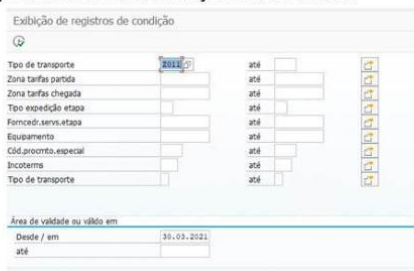 Exibição de registros de condição
Tipo de transporte Z011 até
Zona tarifas partida até
Zona tarifas chegada até
Tipo expedição etapa até
Forncedr.servs.etapa até
Equipamento até
Cód.procmto.especial até
Incoterms até
Tpo de transporte até
Área de validade ou válido em
Desde / em 30.03.2021
até